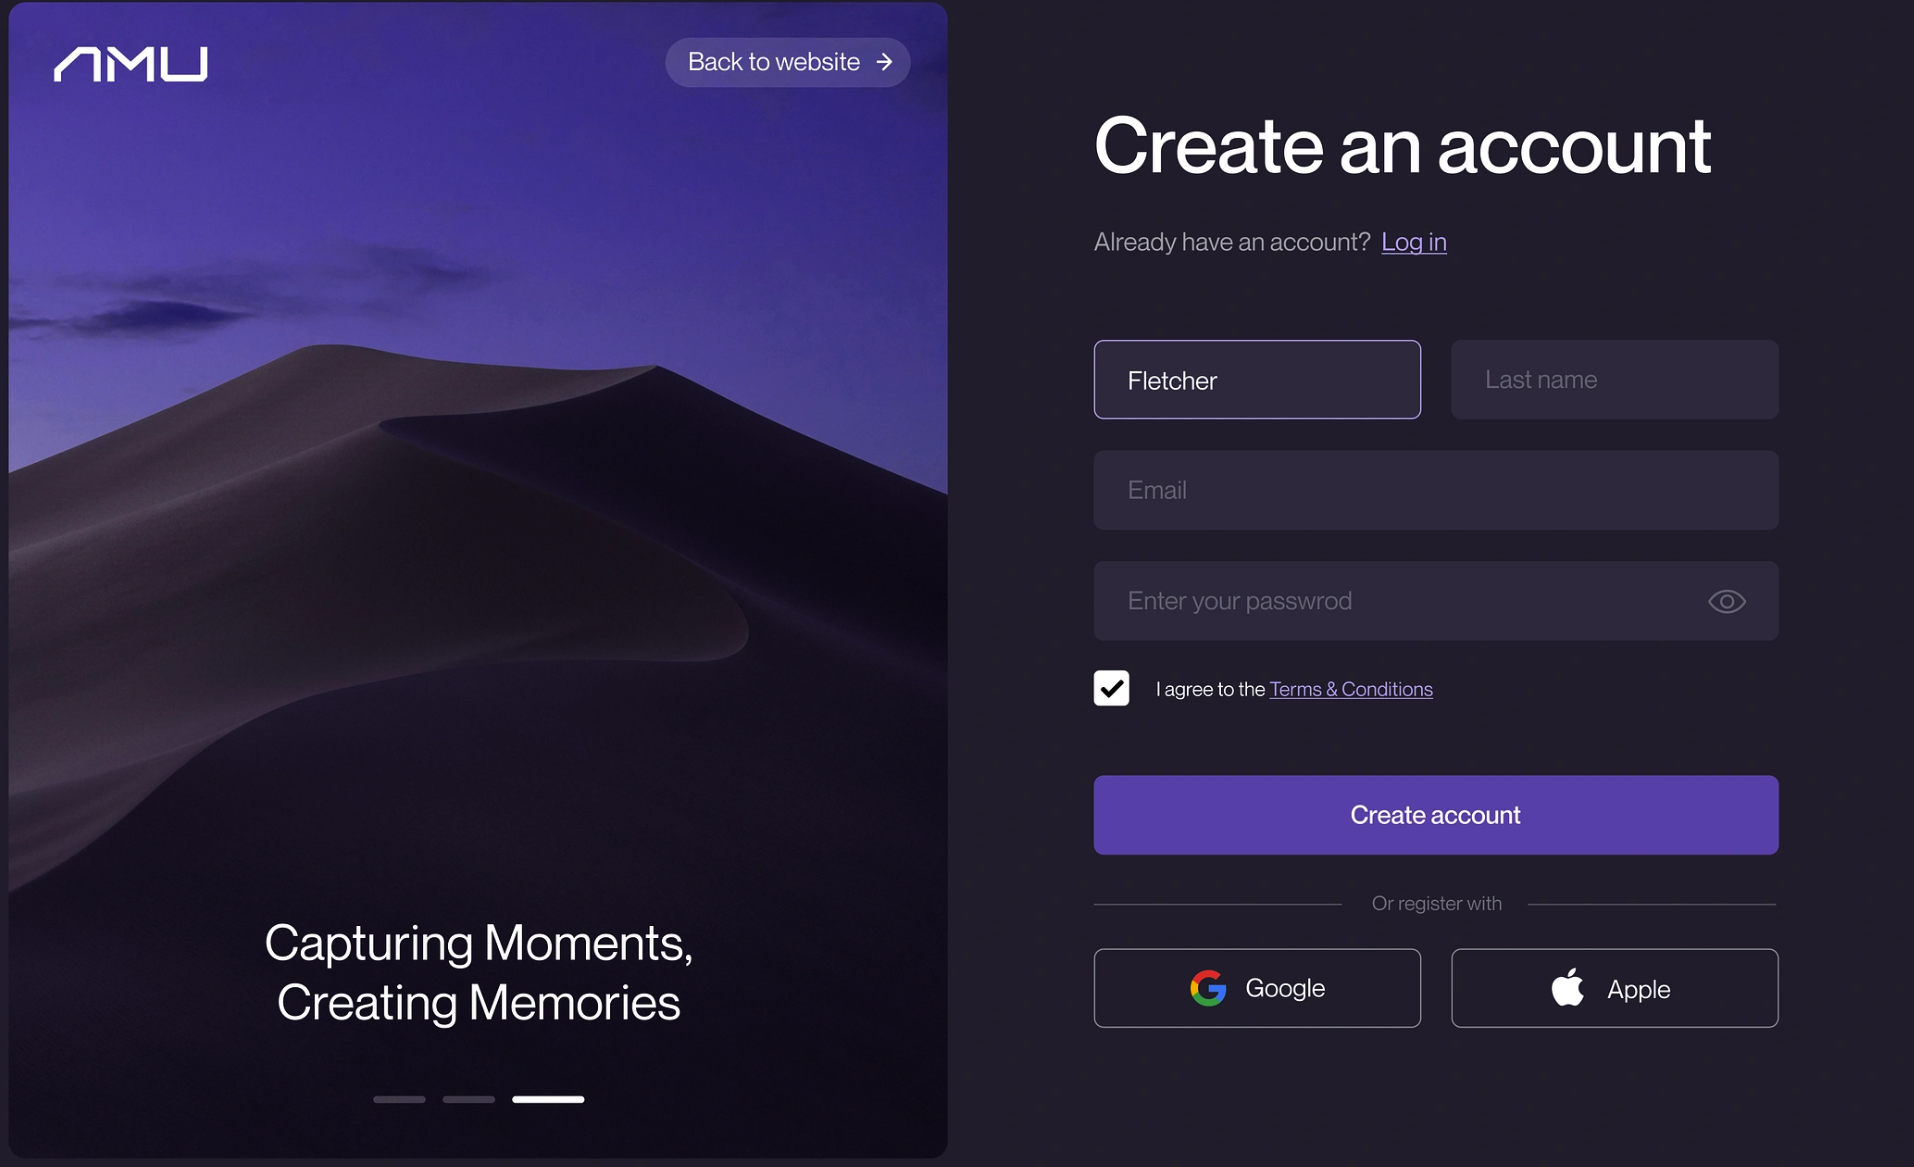 AMU
Back to website
Capturing Moments,
Creating Memories
Create an account
Already have an account? Log in
Fletcher
Last name
Email
Enter your passwrod
I agree to the Terms & Conditions
Create account
Or register with
Google
Apple